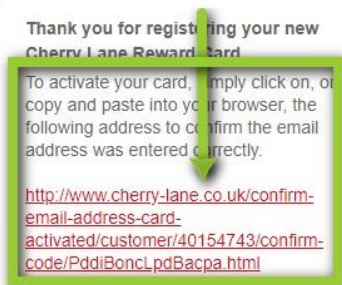 Thank you for registering your new
Cherry Lane Reward Card
To activate your card, simply click on, or
copy and paste into your browser, the
following address to confirm the email
address was entered correctly.
http://www.cherry-lane.co.uk/confirm-
email-address-card-
activated/customer/40154743/confirm-
code/PddiBoncLpdBacpa.html